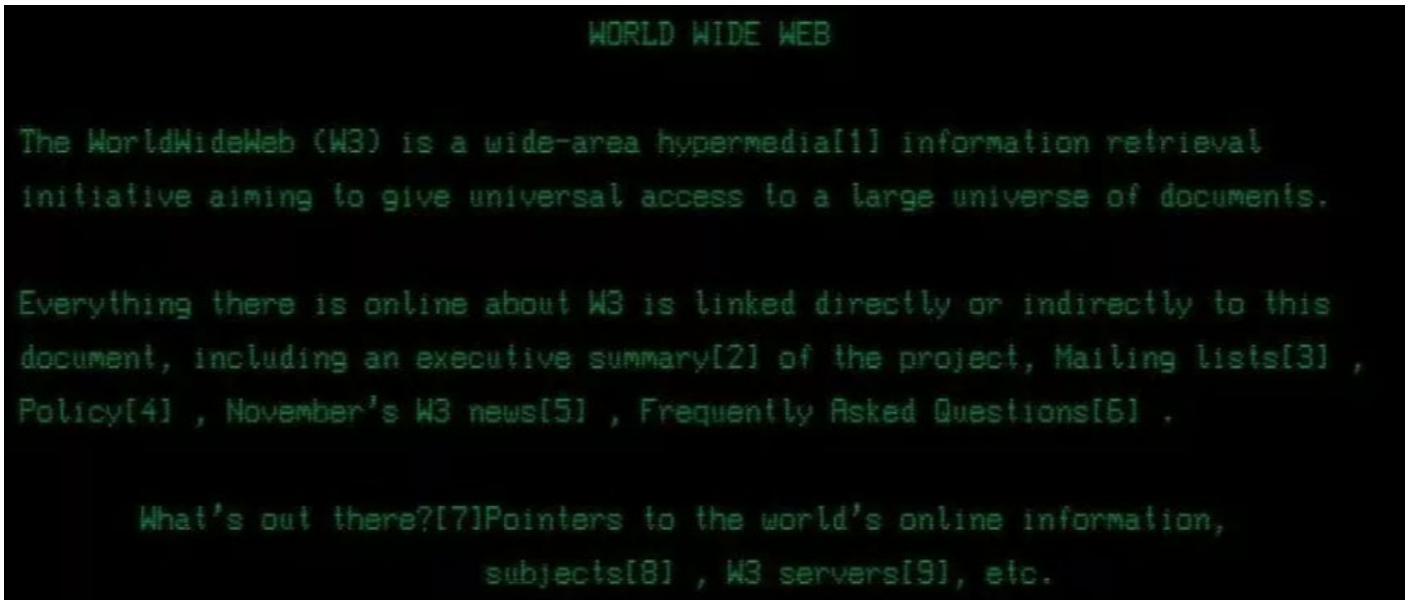 WORLD WIDE WEB
The WorldWideWeb (W3) is a wide-area hypermedia[1] information retrieval
initiative aiming to give universal access to a large universe of documents.
Everything there is online about W3 is linked directly or indirectly to this
document, including an executive summary[2] of the project, Mailing lists[3] ,
Policy[4] , November's W3 news[5] , Frequently Asked Questions[6] .
What's out there?[7]Pointers to the world's online information,
subjects[8] , W3 servers[9], etc.